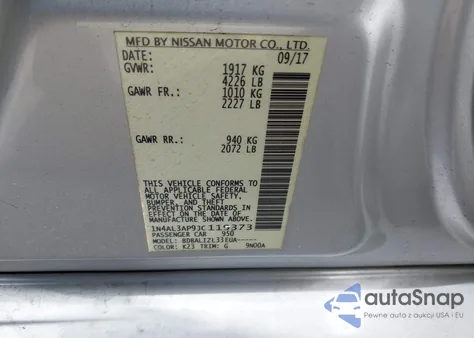 MFD BY NISSAN MOTOR CO., LTD.
DATE: 09/17
GVWR: 1917 KG
4226 LB
GAWR FR.: 1010 KG
2227 LB
GAWR RR.: 940 KG
2072 LB
THIS VEHICLE CONFORMS TO
ALL APPLICABLE FEDERAL
MOTOR VEHICLE SAFETY,
BUMPER, AND THEFT
PREVENTION STANDARDS IN
EFFECT ON THE DATE OF
MANUFACTURE SHOWN ABOVE.
1N4AL3AP9JC115373
PASSENGER CAR 950
MODEL: BDBALIZL33EUA-----
COLOR: K23 TRIM: G 9N00A
autoSnap
Pewne auta z aukcji USA i EU